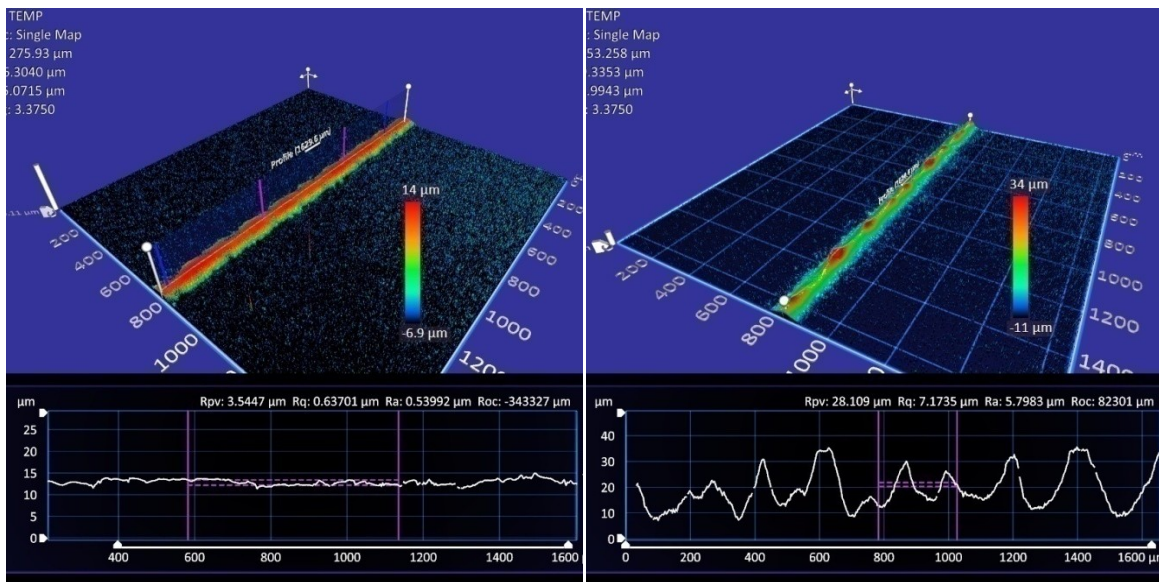 TEMP
c: Single Map
275.93 µm
5.3040 µm
5.0715 µm
: 3.3750
Profile (1629.6 µm)
14 µm
-6.9 µm
200
400
600
800
1000
200
400
600
800
1000
1200
µm
Rpv: 3.5447 µm Rq: 0.63701 µm Ra: 0.53992 µm Roc: -343327 µm
25
20
15
10
5
0
400 600 800 1000 1200 1400 1600 µ
TEMP
c: Single Map
53.258 µm
.3353 µm
.9943 µm
: 3.3750
34 µm
-11 µm
200
400
600
800
1000
200
400
600
800
1000
1200
1400
µm
Rpv: 28.109 µm Rq: 7.1735 µm Ra: 5.7983 µm Roc: 82301 µm
40
30
20
10
0
0 200 400 600 800 1000 1200 1400 1600 µm